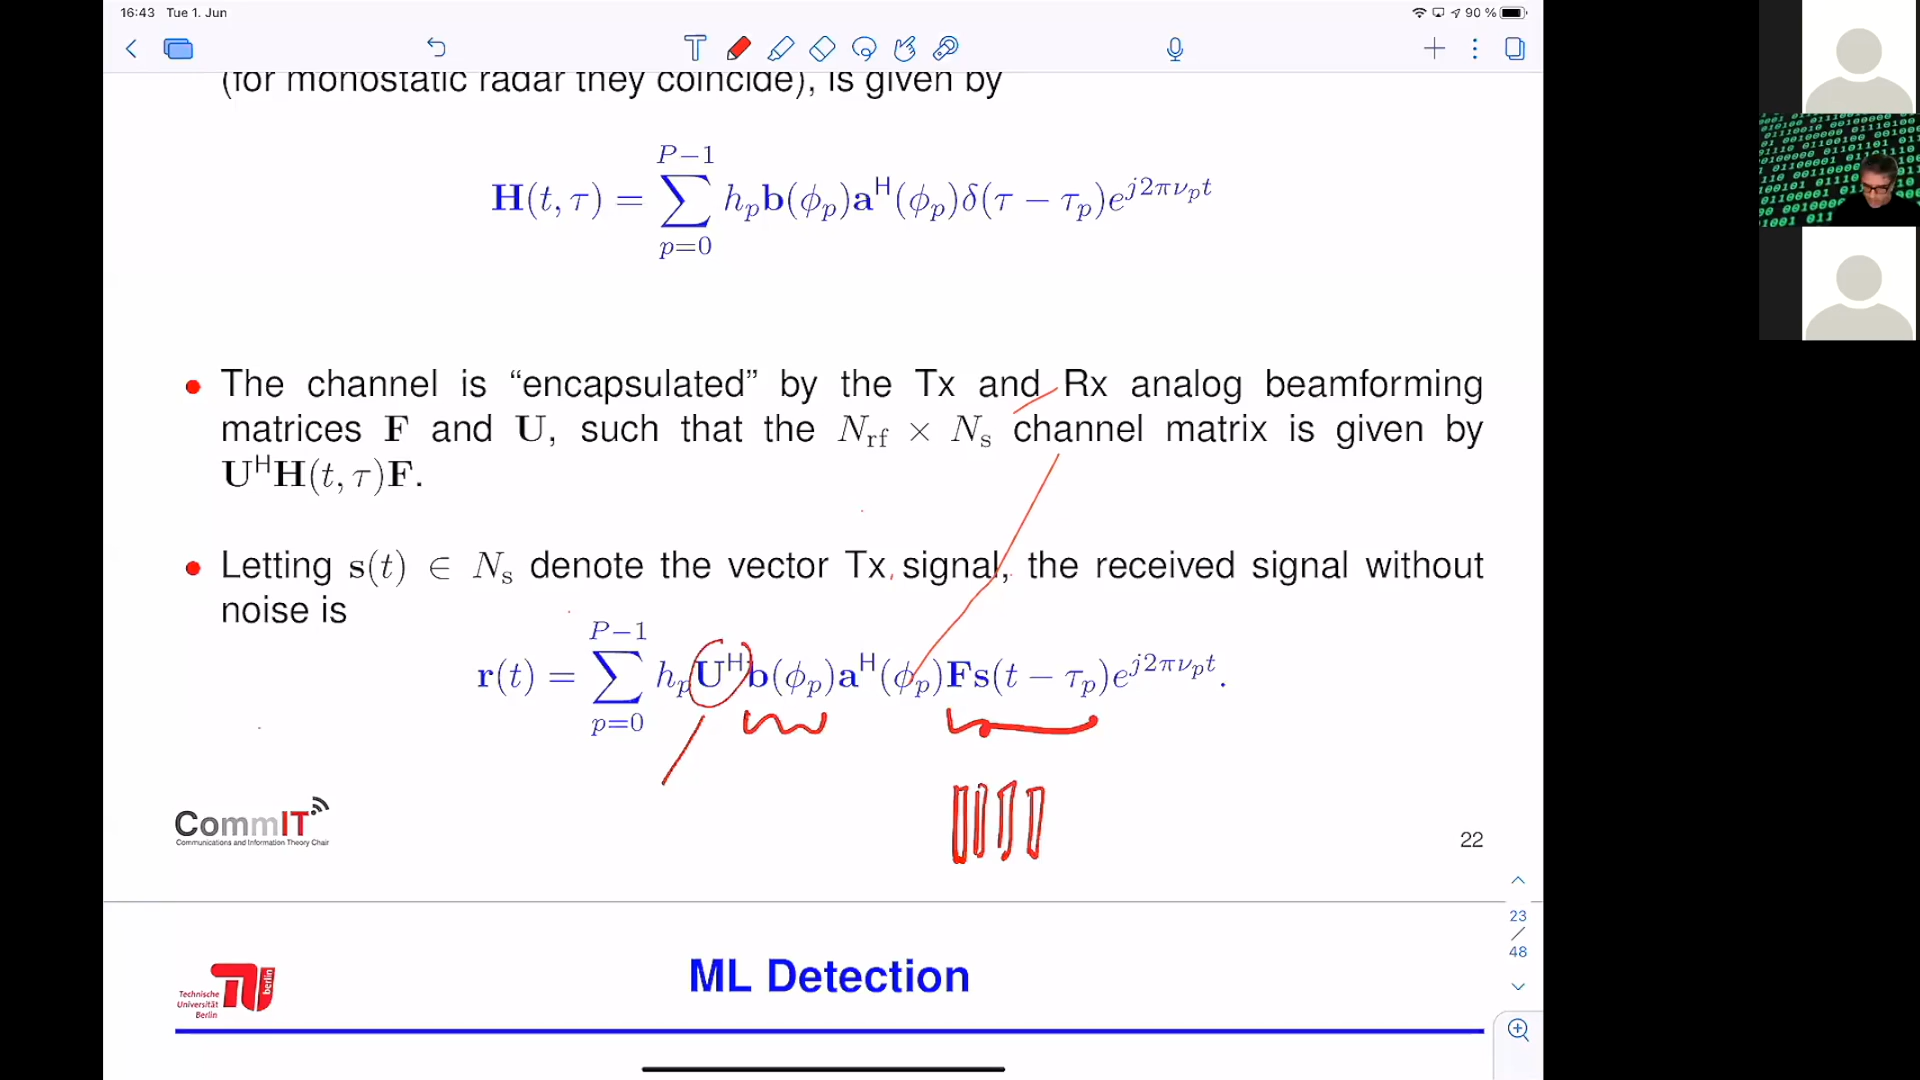 16:43 Tue 1. Jun
90 %
(for monostatic radar they coincide), is given by
H(t, τ) = ∑_{p=0}^{P−1} h_p b(ϕ_p)a^H(ϕ_p)δ(τ − τ_p)e^{j2πν_p t}
• The channel is “encapsulated” by the Tx and Rx analog beamforming
matrices F and U, such that the N_rf × N_s channel matrix is given by
U^H H(t, τ)F.
• Letting s(t) ∈ N_s denote the vector Tx signal, the received signal without
noise is
r(t) = ∑_{p=0}^{P−1} h_p U^H b(ϕ_p)a^H(ϕ_p)Fs(t − τ_p)e^{j2πν_p t}.
CommIT
Communications and Information Theory Chair
22
23
/
48
Technische
Universität
Berlin
berlin
ML Detection